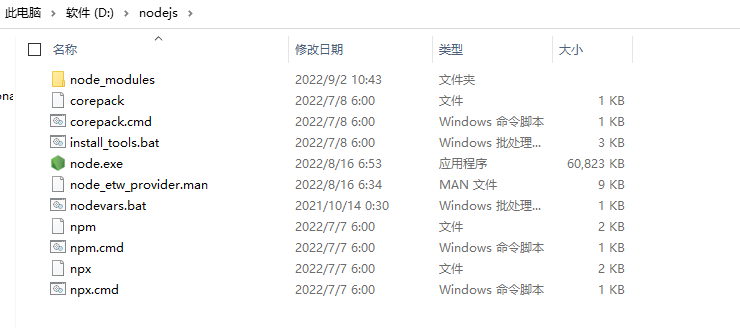 此电脑 › 软件 (D:) › nodejs ›
名称 修改日期 类型 大小
node_modules 2022/9/2 10:43 文件夹
corepack 2022/7/8 6:00 文件 1 KB
corepack.cmd 2022/7/8 6:00 Windows 命令脚本 1 KB
install_tools.bat 2022/7/8 6:00 Windows 批处理... 3 KB
node.exe 2022/8/16 6:53 应用程序 60,823 KB
node_etw_provider.man 2022/8/16 6:34 MAN 文件 9 KB
nodevars.bat 2021/10/14 0:30 Windows 批处理... 1 KB
npm 2022/7/7 6:00 文件 2 KB
npm.cmd 2022/7/7 6:00 Windows 命令脚本 1 KB
npx 2022/7/7 6:00 文件 2 KB
npx.cmd 2022/7/7 6:00 Windows 命令脚本 1 KB